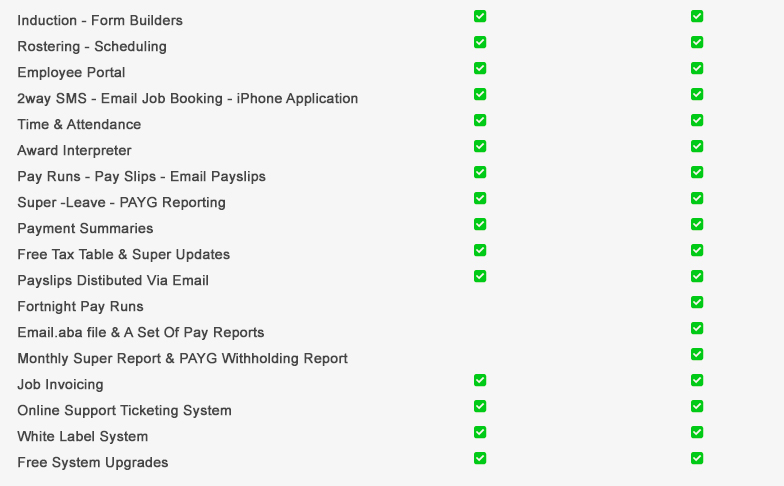 Induction - Form Builders
Rostering - Scheduling
Employee Portal
2way SMS - Email Job Booking - iPhone Application
Time & Attendance
Award Interpreter
Pay Runs - Pay Slips - Email Payslips
Super -Leave - PAYG Reporting
Payment Summaries
Free Tax Table & Super Updates
Payslips Distibuted Via Email
Fortnight Pay Runs
Email.aba file & A Set Of Pay Reports
Monthly Super Report & PAYG Withholding Report
Job Invoicing
Online Support Ticketing System
White Label System
Free System Upgrades